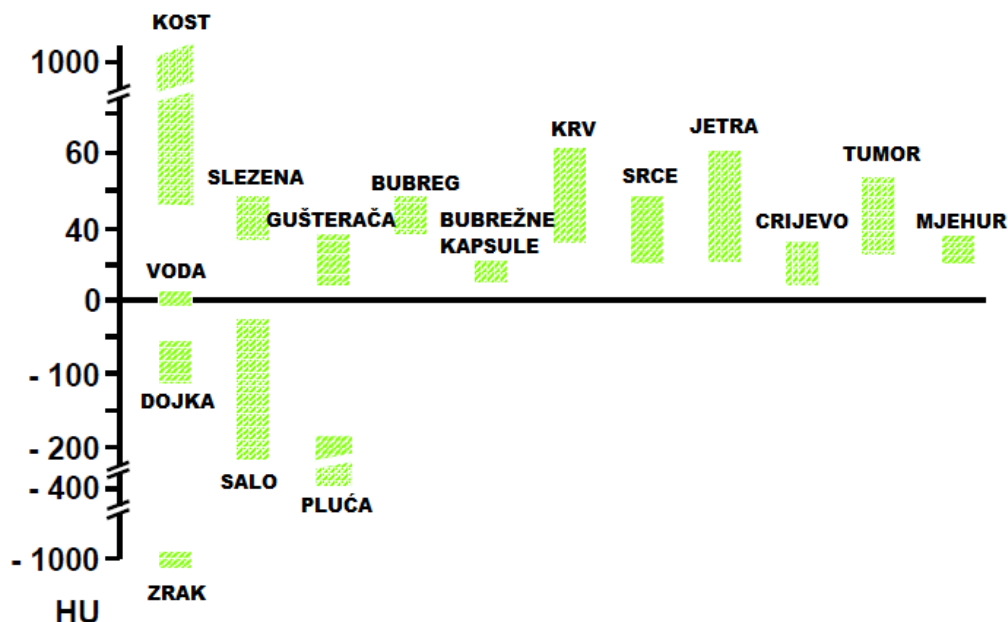 KOST
1000
60
40
0
- 100
- 200
- 400
- 1000
HU
SLEZENA
GUŠTERAČA
BUBREG
BUBREŽNE
KAPSULE
KRV
SRCE
JETRA
CRIJEVO
TUMOR
MJEHUR
VODA
DOJKA
SALO
PLUĆA
ZRAK